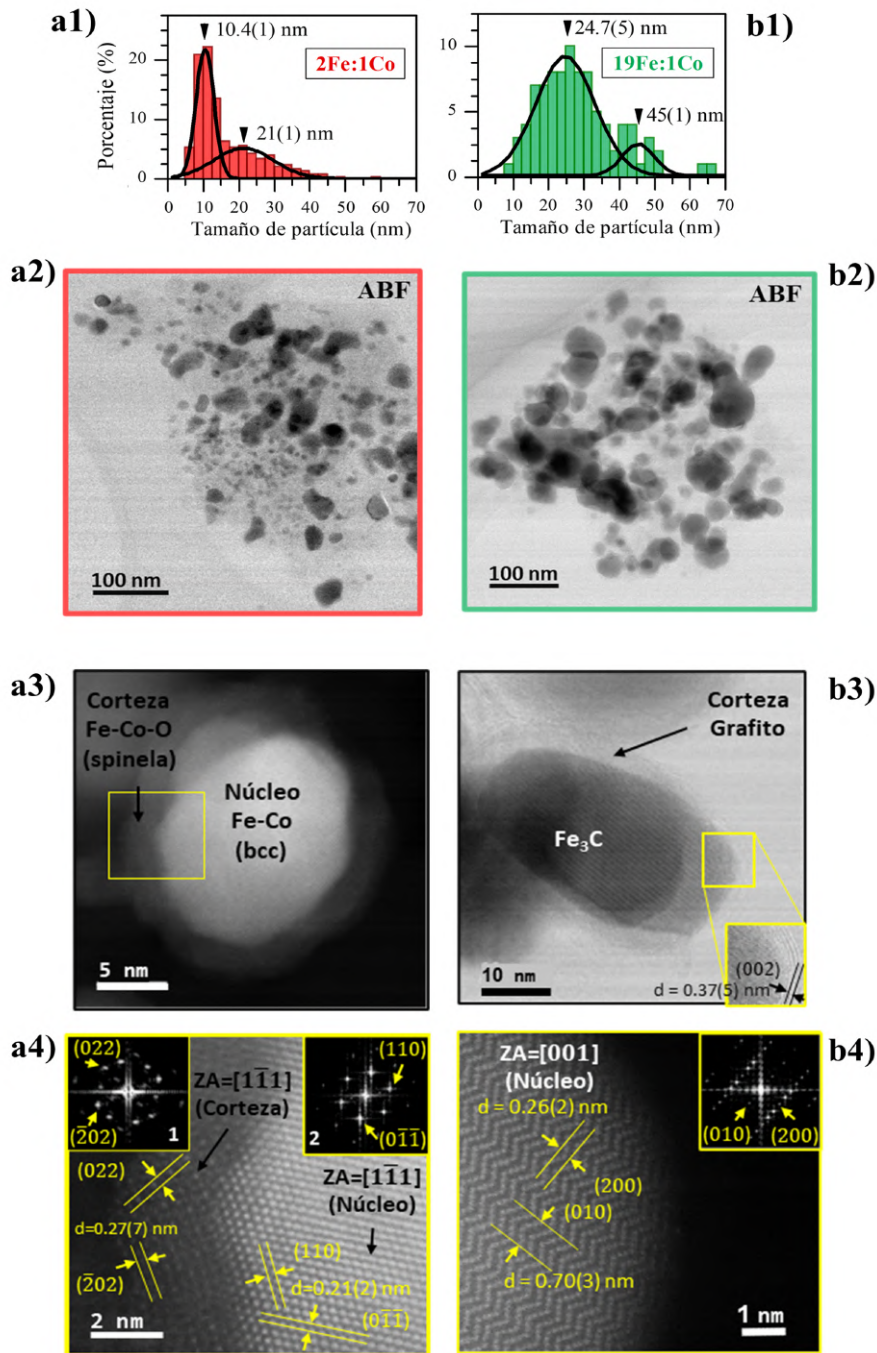 a1)
10.4(1) nm
2Fe:1Co
21(1) nm
Porcentaje (%)
20
10
0
0 10 20 30 40 50 60 70
Tamaño de partícula (nm)
b1)
24.7(5) nm
19Fe:1Co
45(1) nm
10
5
0
0 10 20 30 40 50 60 70
Tamaño de partícula (nm)
a2)
ABF
100 nm
b2)
ABF
100 nm
a3)
Corteza
Fe-Co-O
(spinela)
Núcleo
Fe-Co
(bcc)
5 nm
b3)
Corteza
Grafito
Fe₃C
10 nm
(002)
d = 0.37(5) nm
a4)
(022)
(2̅02)
1
ZA=[11̅1]
(Corteza)
(110)
2
(01̅1̅)
(022)
d=0.27(7) nm
(2̅02)
ZA=[11̅1]
(Núcleo)
(110)
d=0.21(2) nm
(01̅1̅)
2 nm
b4)
ZA=[001]
(Núcleo)
d = 0.26(2) nm
(010) (200)
(200)
(010)
d = 0.70(3) nm
1 nm